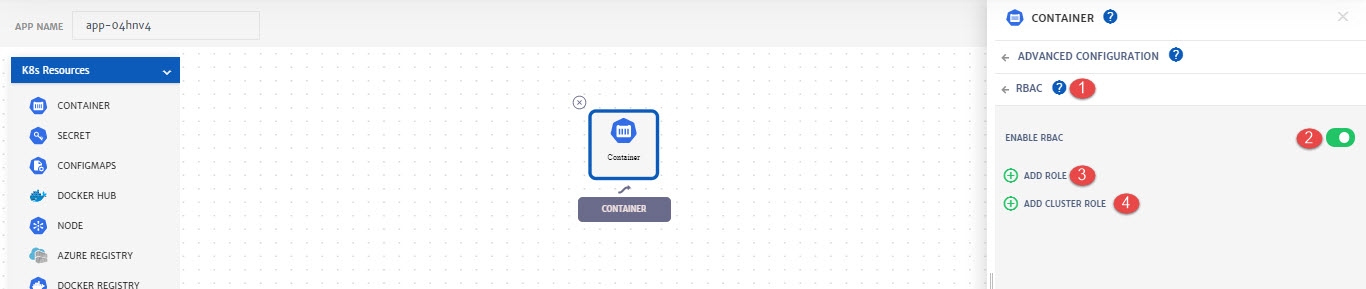 APP NAME
app-04hnv4
K8s Resources
CONTAINER
SECRET
CONFIGMAPS
DOCKER HUB
NODE
AZURE REGISTRY
DOCKER REGISTRY
Container
CONTAINER
CONTAINER ?
ADVANCED CONFIGURATION ?
RBAC ? 1
ENABLE RBAC 2
ADD ROLE 3
ADD CLUSTER ROLE 4